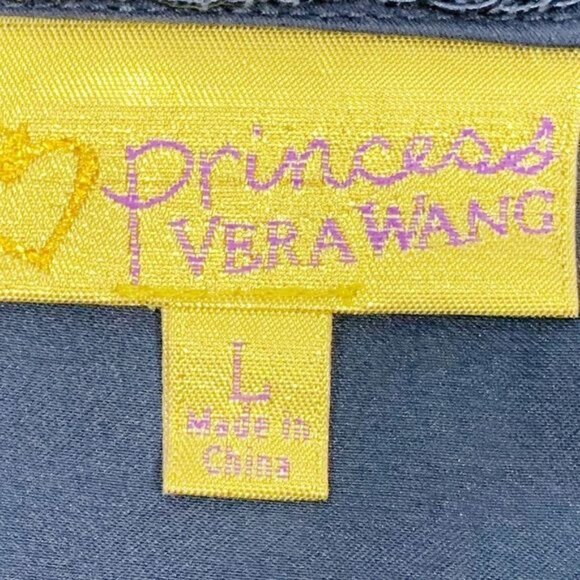 princess
VERA WANG
L
Made in
China